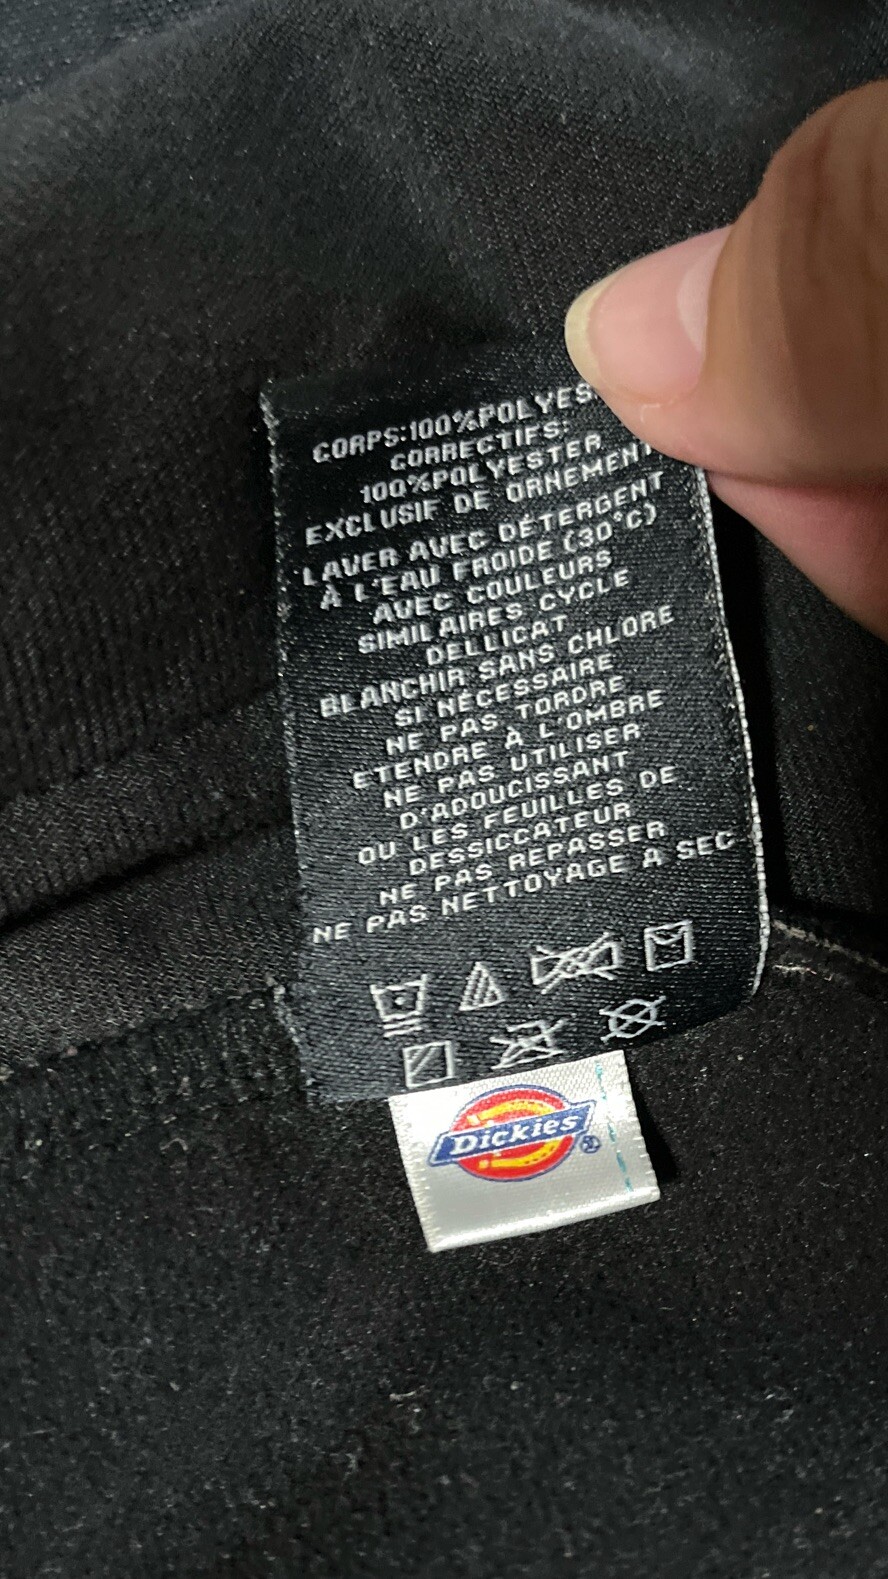 CORPS:100%POLYES
CORRECTIFS:
100%POLYESTER
EXCLUSIF DE ORNEMENT
LAVER AVEC DÉTERGENT
À L'EAU FROIDE (30°C)
AVEC COULEURS
SIMILAIRES CYCLE
DELLICAT
BLANCHIR SANS CHLORE
SI NÉCESSAIRE
NE PAS TORDRE
ETENDRE À L'OMBRE
NE PAS UTILISER
D'ADOUCISSANT
OU LES FEUILLES DE
DESSICCATEUR
NE PAS REPASSER
NE PAS NETTOYAGE A SEC
Dickies®